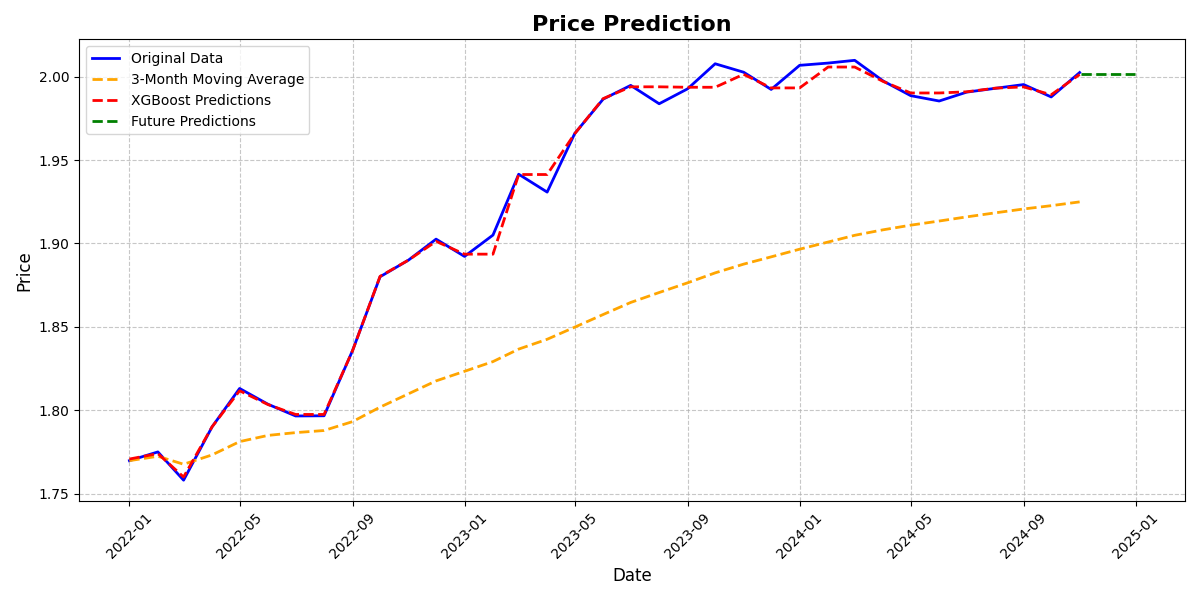 Price Prediction
Original Data
3-Month Moving Average
XGBoost Predictions
Future Predictions
Price
2.00
1.95
1.90
1.85
1.80
1.75
2022-01
2022-05
2022-09
2023-01
2023-05
2023-09
2024-01
2024-05
2024-09
2025-01
Date